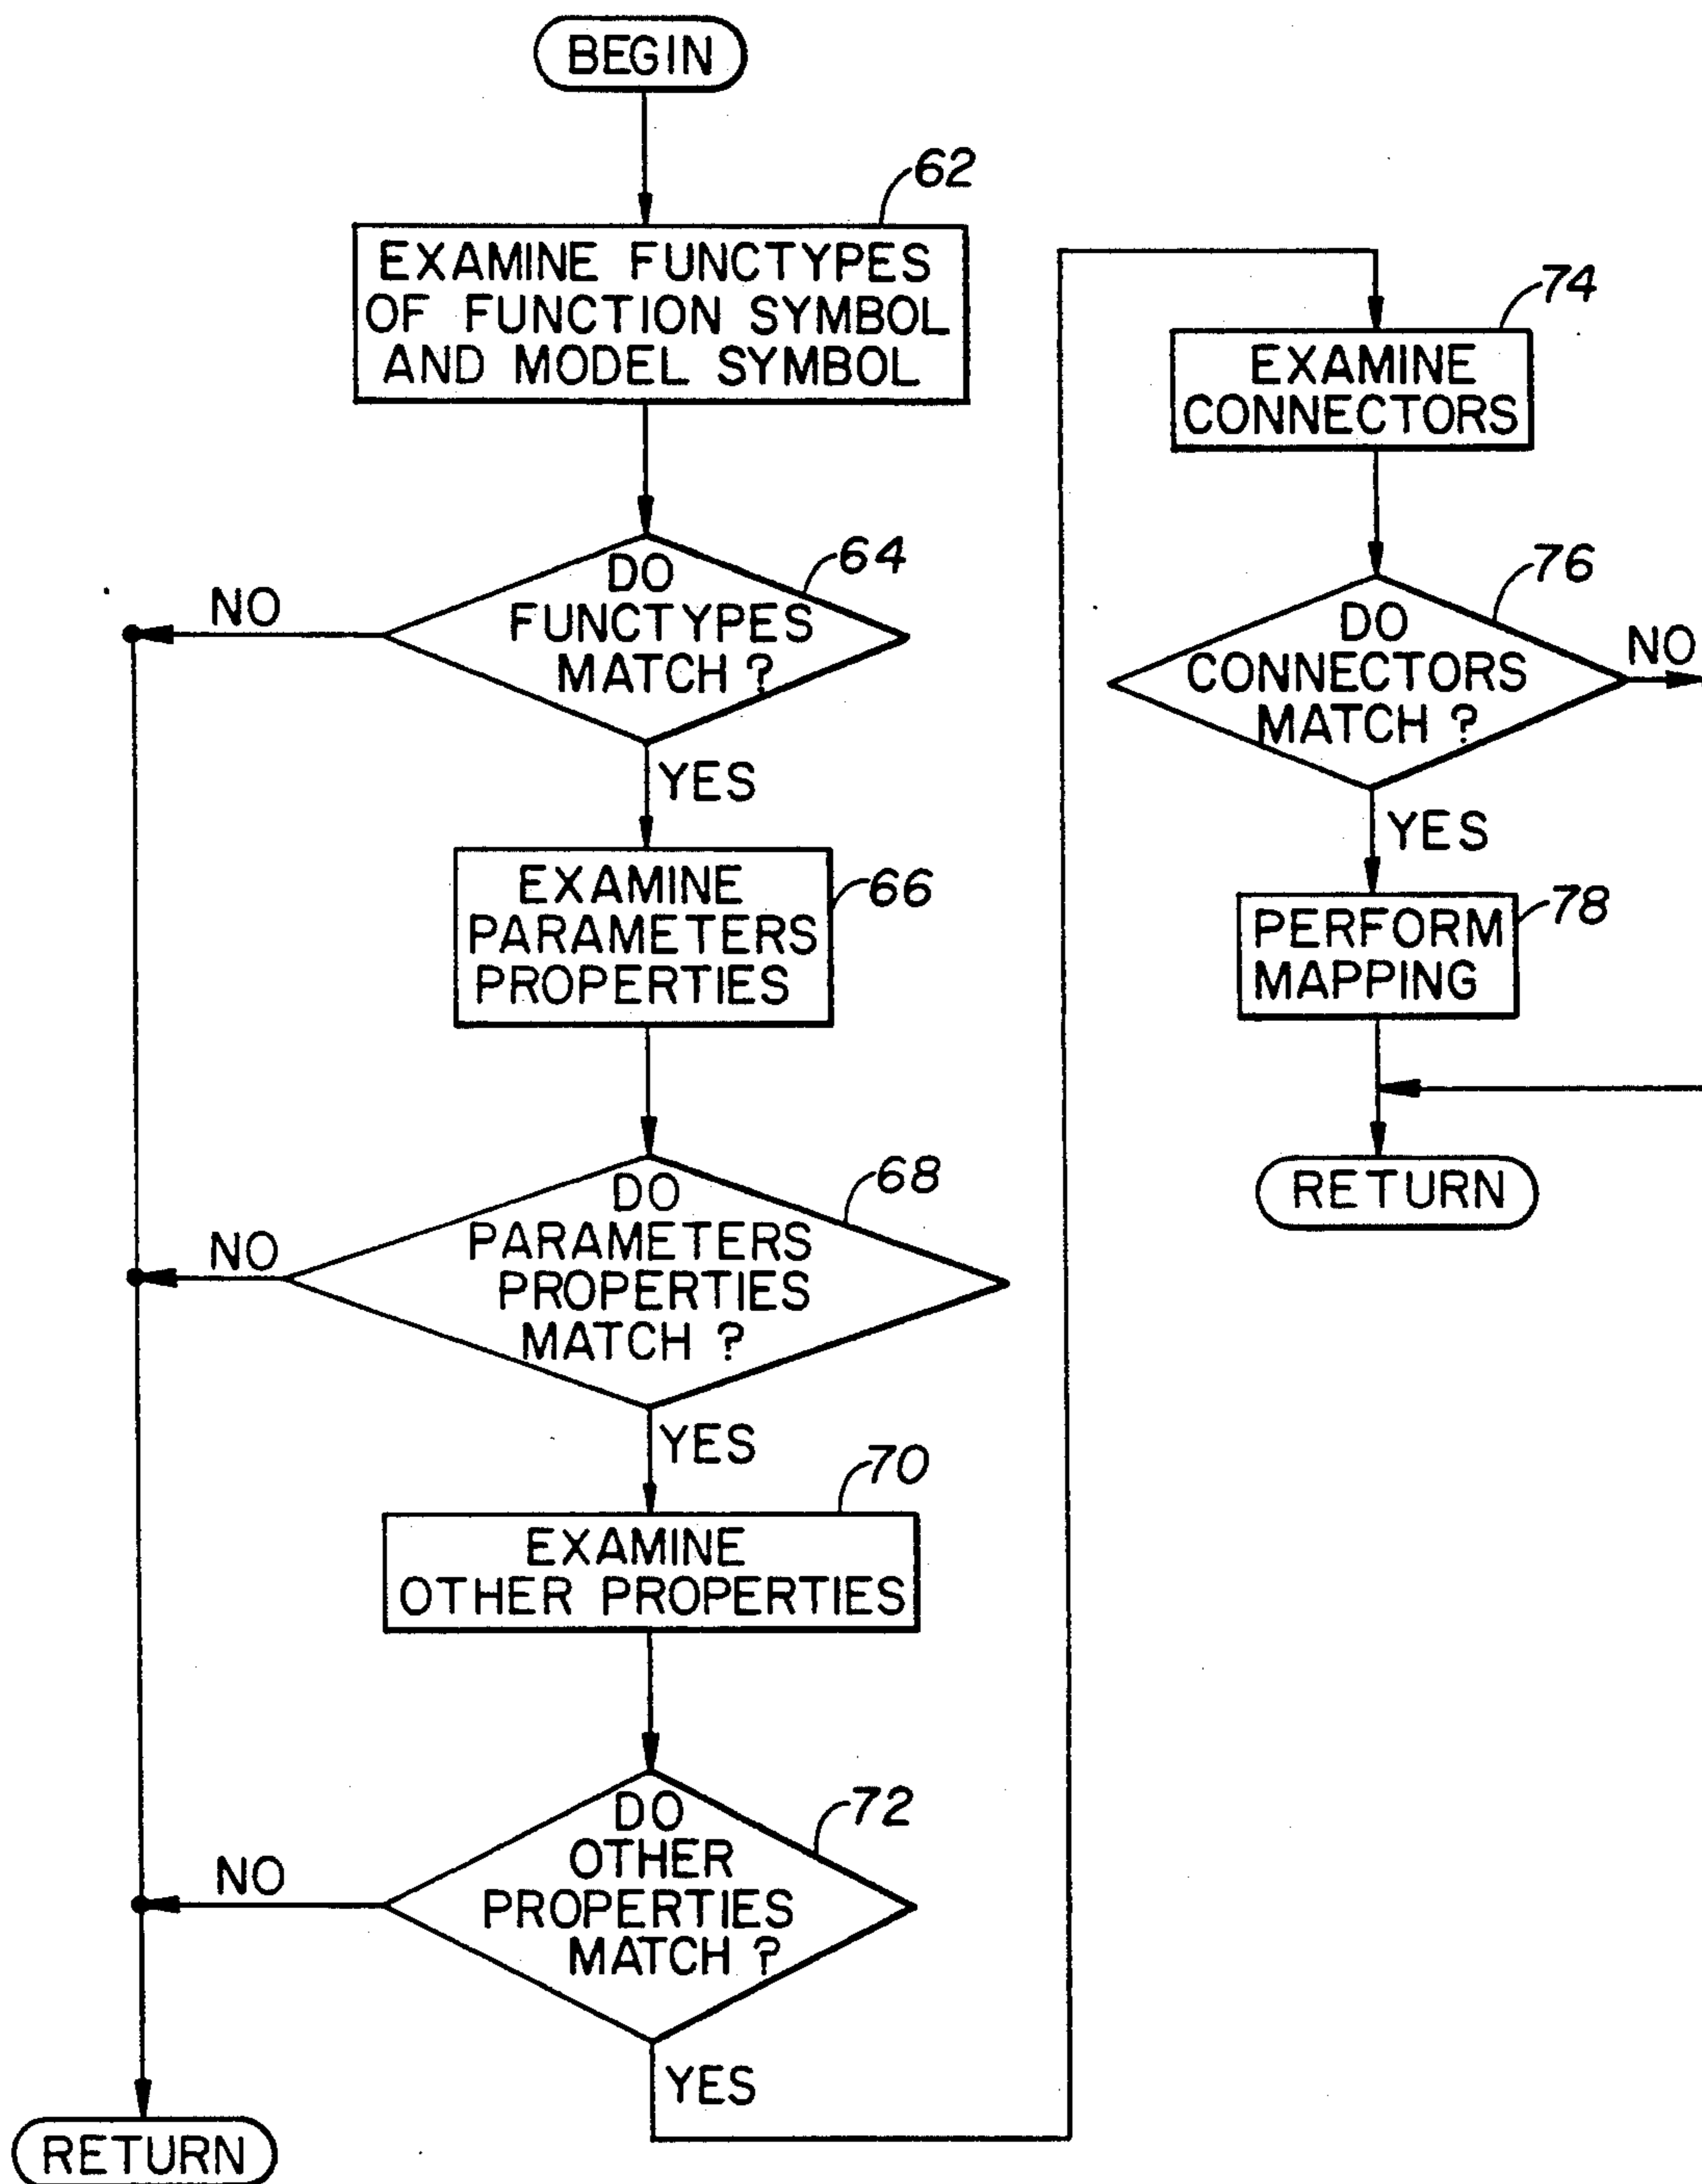 BEGIN
62
EXAMINE FUNCTYPES
OF FUNCTION SYMBOL
AND MODEL SYMBOL
64
DO
FUNCTYPES
MATCH ?
NO
YES
66
EXAMINE
PARAMETERS
PROPERTIES
68
DO
PARAMETERS
PROPERTIES
MATCH ?
NO
YES
70
EXAMINE
OTHER PROPERTIES
72
DO
OTHER
PROPERTIES
MATCH ?
NO
YES
RETURN
74
EXAMINE
CONNECTORS
76
DO
CONNECTORS
MATCH ?
NO
YES
78
PERFORM
MAPPING
RETURN